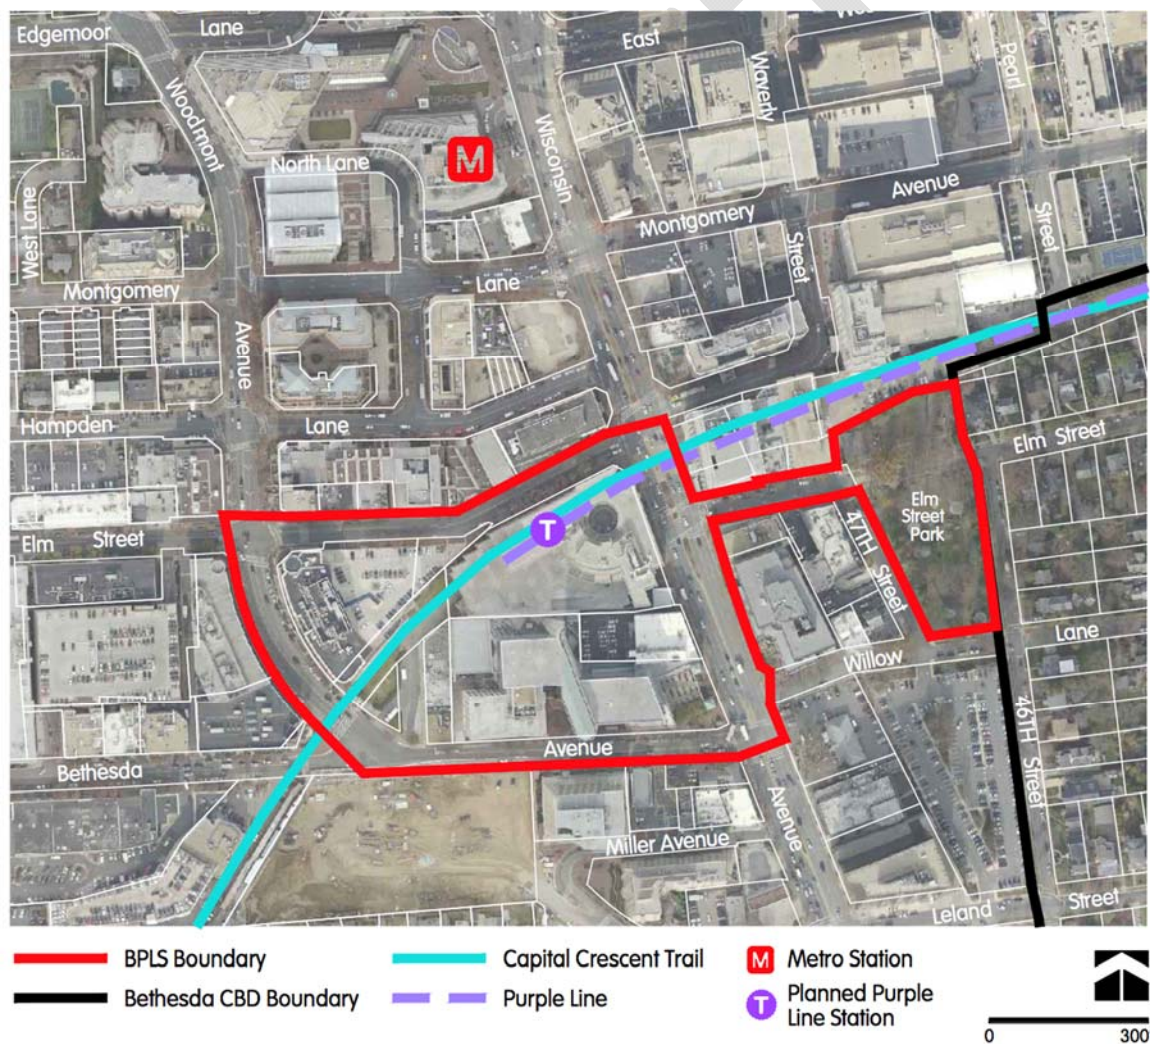 Edgemoor
Lane
Woodmont
East
Waverly
Pearl
M
North Lane
Wisconsin
West Lane
Avenue
Montgomery
Street
Street
Montgomery
Lane
Avenue
Hampden
Lane
Elm Street
Elm
Street
Park
T
Elm Street
47TH Street
Willow
Lane
46TH
Street
Avenue
Bethesda
Avenue
Miller Avenue
Leland
Street
BPLS Boundary
Bethesda CBD Boundary
Capital Crescent Trail
Purple Line
M Metro Station
T Planned Purple
Line Station
0 300'